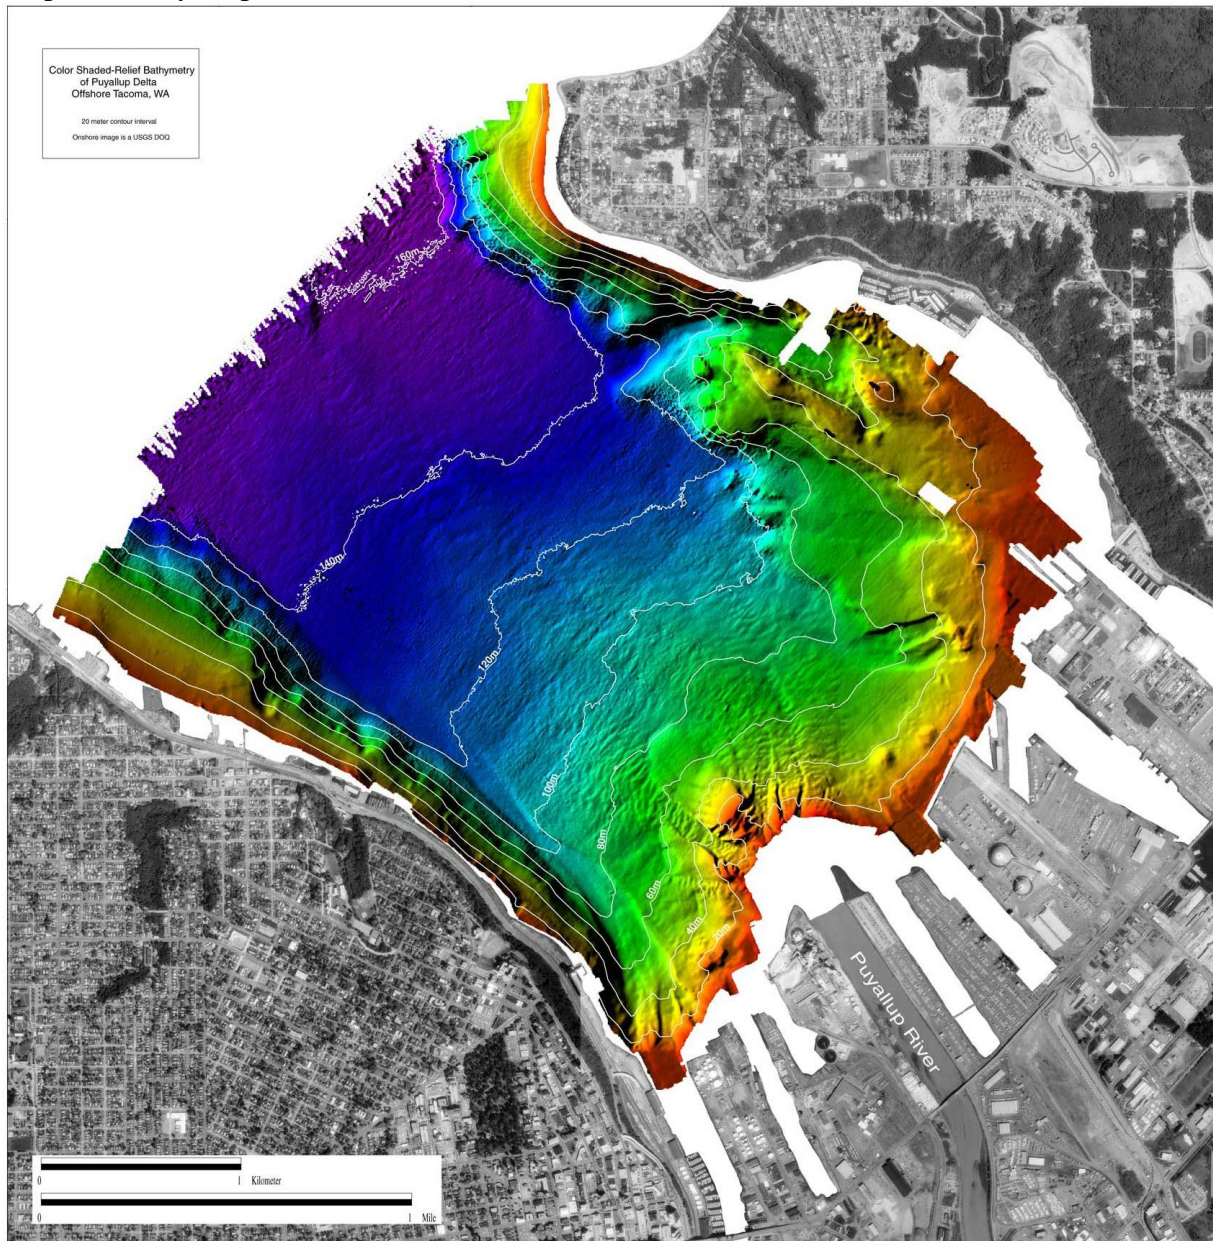 Color Shaded-Relief Bathymetry
of Puyallup Delta
Offshore Tacoma, WA
20 meter contour interval
Onshore image is a USGS DOQ
160m
140m
120m
100m
80m
60m
40m
20m
Puyallup River
0 1 Kilometer
0 1 Mile